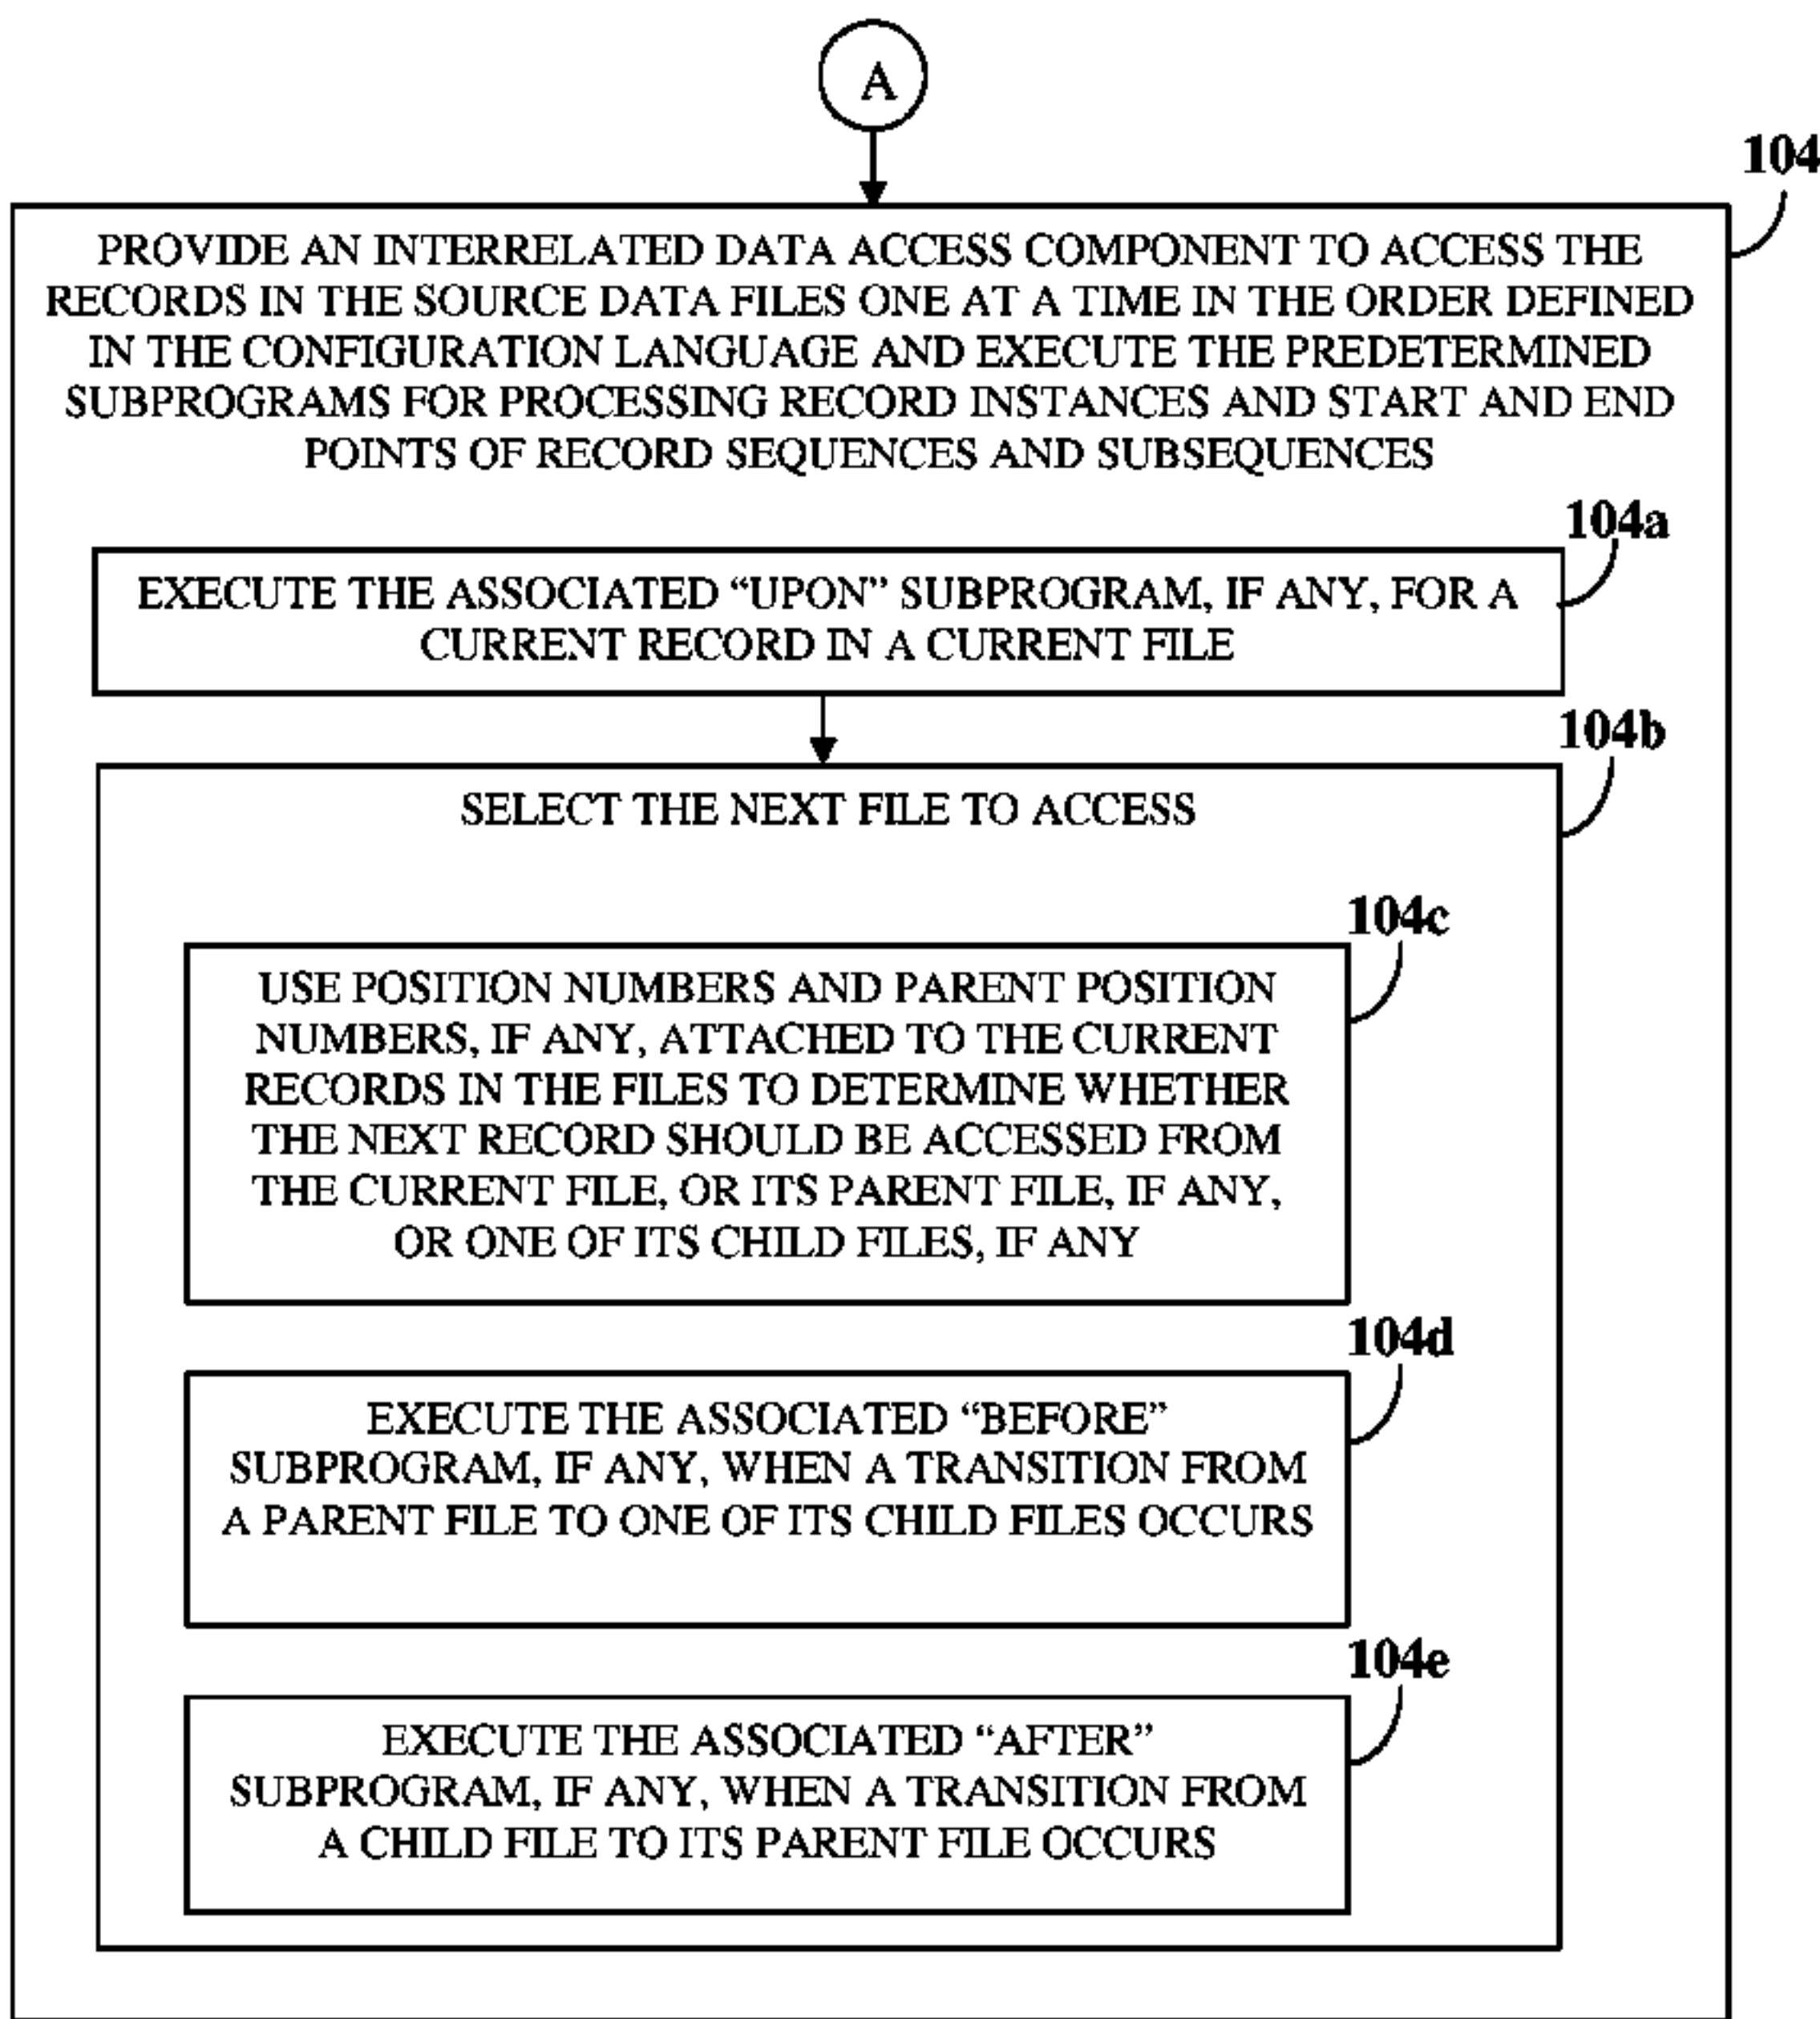 A
104
PROVIDE AN INTERRELATED DATA ACCESS COMPONENT TO ACCESS THE
RECORDS IN THE SOURCE DATA FILES ONE AT A TIME IN THE ORDER DEFINED
IN THE CONFIGURATION LANGUAGE AND EXECUTE THE PREDETERMINED
SUBPROGRAMS FOR PROCESSING RECORD INSTANCES AND START AND END
POINTS OF RECORD SEQUENCES AND SUBSEQUENCES
104a
EXECUTE THE ASSOCIATED “UPON” SUBPROGRAM, IF ANY, FOR A
CURRENT RECORD IN A CURRENT FILE
104b
SELECT THE NEXT FILE TO ACCESS
104c
USE POSITION NUMBERS AND PARENT POSITION
NUMBERS, IF ANY, ATTACHED TO THE CURRENT
RECORDS IN THE FILES TO DETERMINE WHETHER
THE NEXT RECORD SHOULD BE ACCESSED FROM
THE CURRENT FILE, OR ITS PARENT FILE, IF ANY,
OR ONE OF ITS CHILD FILES, IF ANY
104d
EXECUTE THE ASSOCIATED “BEFORE”
SUBPROGRAM, IF ANY, WHEN A TRANSITION FROM
A PARENT FILE TO ONE OF ITS CHILD FILES OCCURS
104e
EXECUTE THE ASSOCIATED “AFTER”
SUBPROGRAM, IF ANY, WHEN A TRANSITION FROM
A CHILD FILE TO ITS PARENT FILE OCCURS